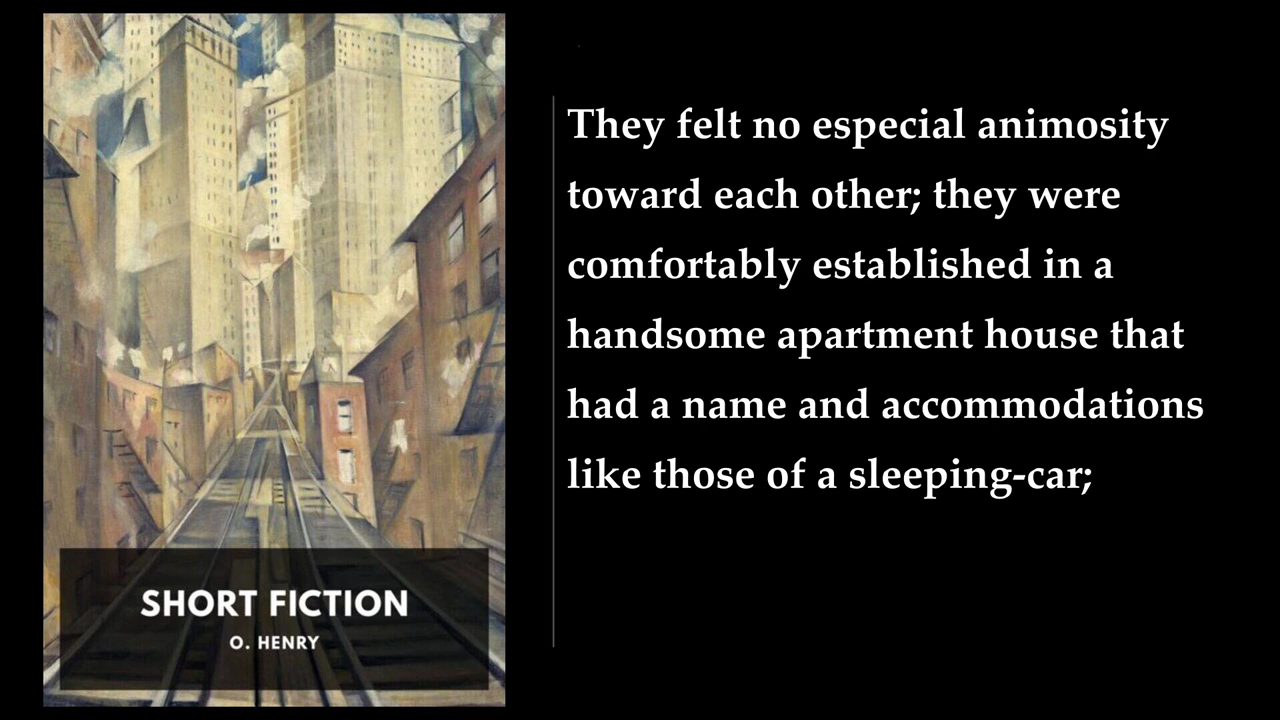 They felt no especial animosity
toward each other; they were
comfortably established in a
handsome apartment house that
had a name and accommodations
like those of a sleeping-car;
SHORT FICTION
O. HENRY